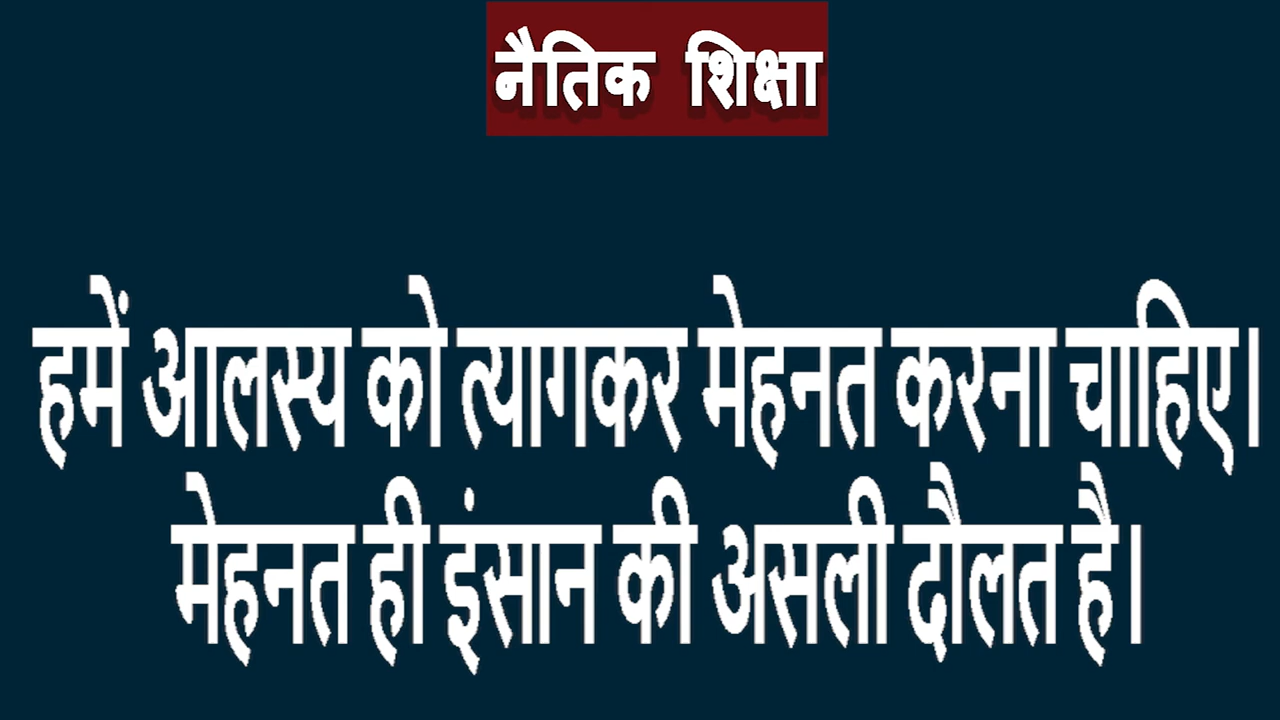 नैतिक शिक्षा
हमें आलस्य को त्यागकर मेहनत करना चाहिए।
मेहनत ही इंसान की असली दौलत है।